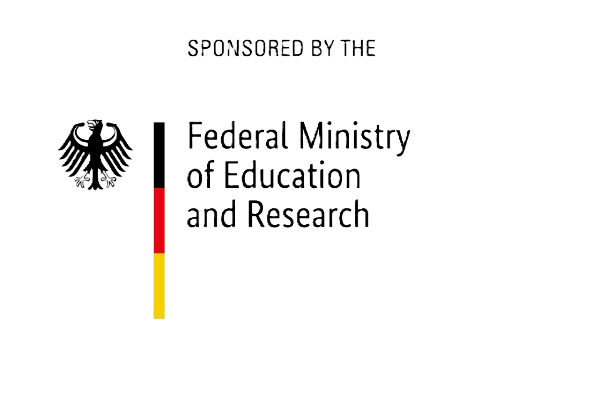 SPONSORED BY THE
Federal Ministry
of Education
and Research